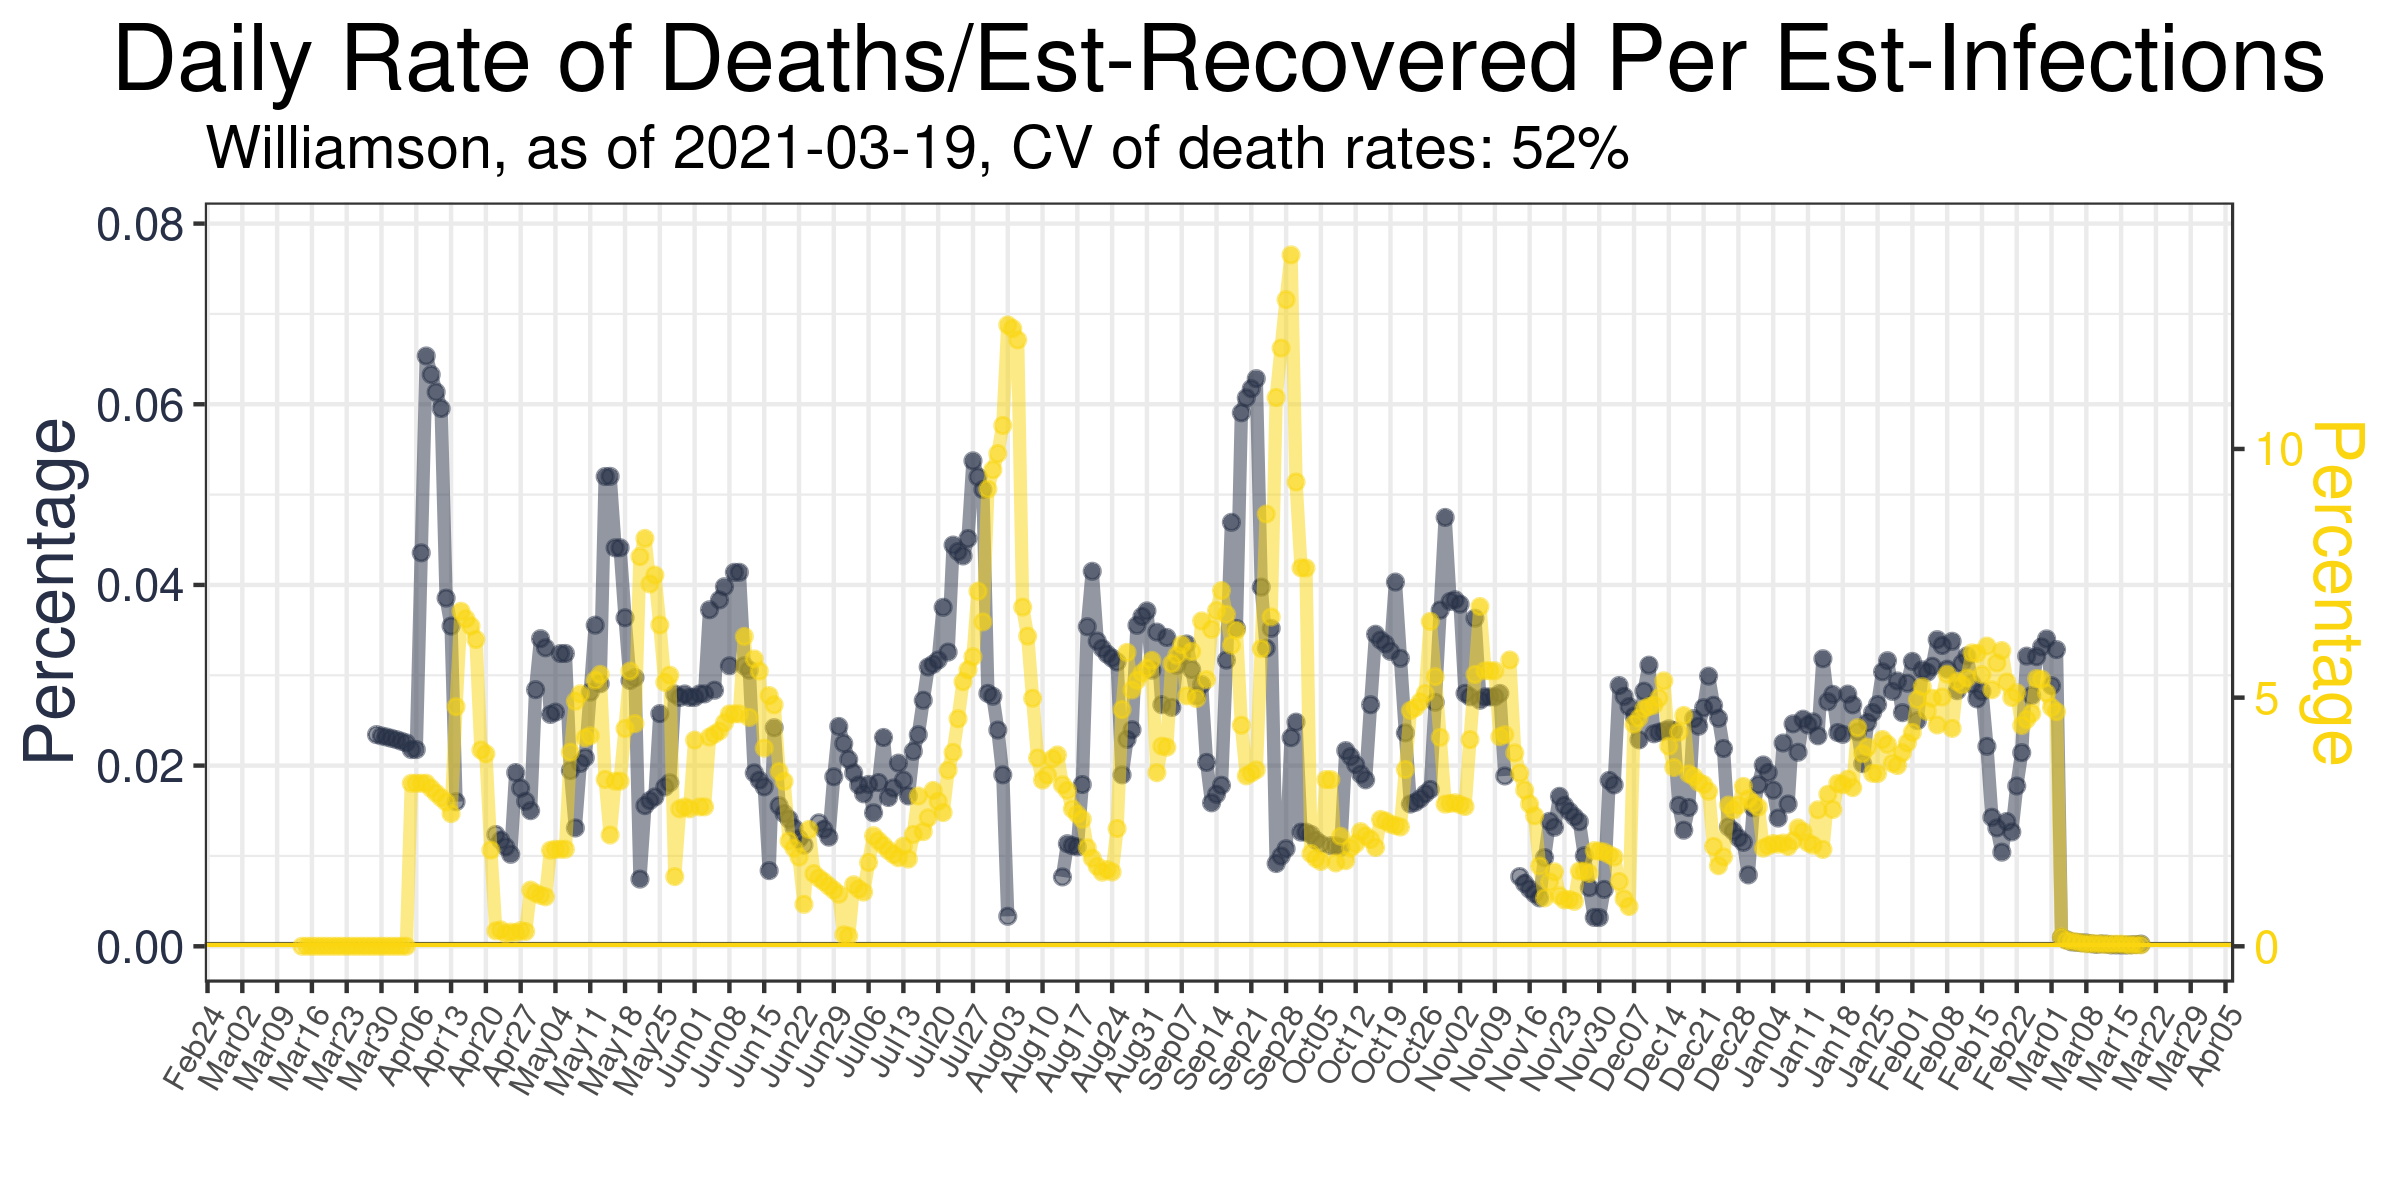 Daily Rate of Deaths/Est-Recovered Per Est-Infections
Williamson, as of 2021-03-19, CV of death rates: 52%
Percentage
0.08
0.06
0.04
0.02
0.00
10
5
0
Percentage
Feb24
Mar02
Mar09
Mar16
Mar23
Mar30
Apr06
Apr13
Apr20
Apr27
May04
May11
May18
May25
Jun01
Jun08
Jun15
Jun22
Jun29
Jul06
Jul13
Jul20
Jul27
Aug03
Aug10
Aug17
Aug24
Aug31
Sep07
Sep14
Sep21
Sep28
Oct05
Oct12
Oct19
Oct26
Nov02
Nov09
Nov16
Nov23
Nov30
Dec07
Dec14
Dec21
Dec28
Jan04
Jan11
Jan18
Jan25
Feb01
Feb08
Feb15
Feb22
Mar01
Mar08
Mar15
Mar22
Mar29
Apr05